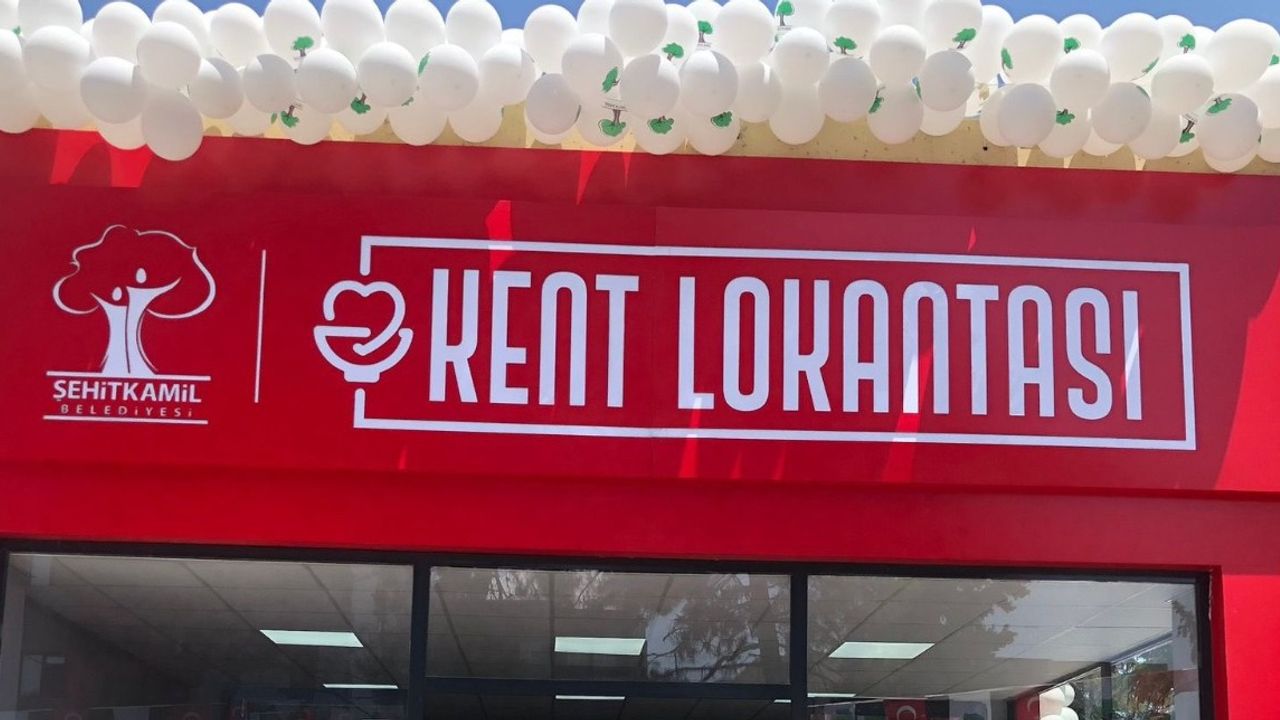 ŞEHİTKAMİL
BELEDİYESİ
KENT LOKANTASI